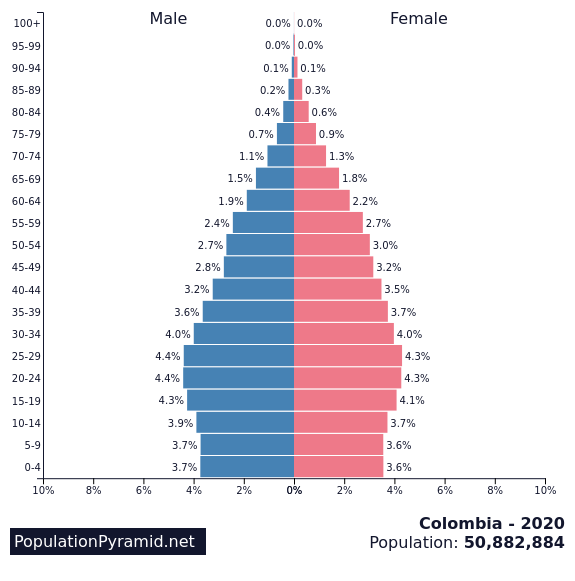 Male Female
100+ 0.0% 0.0%
95-99 0.0% 0.0%
90-94 0.1% 0.1%
85-89 0.2% 0.3%
80-84 0.4% 0.6%
75-79 0.7% 0.9%
70-74 1.1% 1.3%
65-69 1.5% 1.8%
60-64 1.9% 2.2%
55-59 2.4% 2.7%
50-54 2.7% 3.0%
45-49 2.8% 3.2%
40-44 3.2% 3.5%
35-39 3.6% 3.7%
30-34 4.0% 4.0%
25-29 4.4% 4.3%
20-24 4.4% 4.3%
15-19 4.3% 4.1%
10-14 3.9% 3.7%
5-9 3.7% 3.6%
0-4 3.7% 3.6%
10% 8% 6% 4% 2% 0% 2% 4% 6% 8% 10%
Colombia - 2020
PopulationPyramid.net
Population: 50,882,884